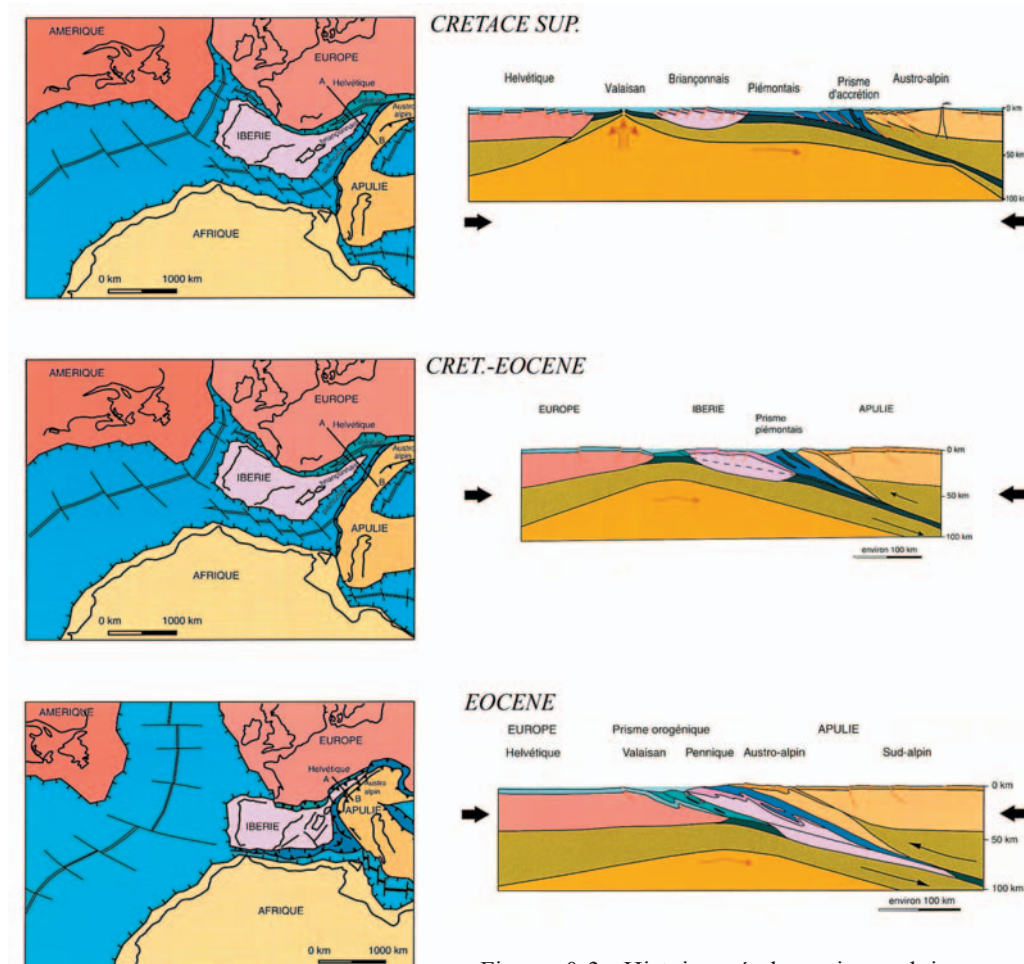 CRETACE SUP.
AMERIQUE
EUROPE
A Helvétique
Austro
alpin
B
IBERIE
Briançonnais
APULIE
AFRIQUE
0 km 1000 km
Helvétique Valaisan Briançonnais Piémontais Prisme d'accrétion Austro-alpin
0 km
50 km
100 km
CRET.-EOCENE
AMERIQUE
EUROPE
A Helvétique
Austro
alpin
B
IBERIE
Briançonnais
APULIE
AFRIQUE
0 km 1000 km
EUROPE IBERIE Prisme piémontais APULIE
0 km
50 km
100 km
environ 100 km
EOCENE
AMERIQUE
EUROPE
Helvétique
A
Austro
alpin
B
APULIE
IBERIE
AFRIQUE
0 km 1000 km
EUROPE Prisme orogénique APULIE
Helvétique Valaisan Pennique Austro-alpin Sud-alpin
0 km
50 km
100 km
environ 100 km